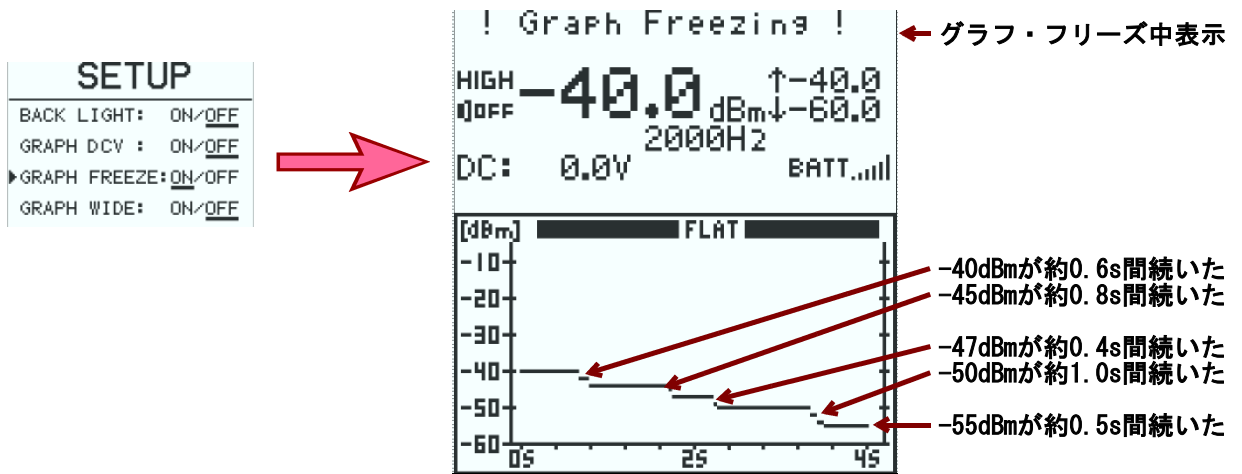 SETUP
BACK LIGHT: ON/OFF
GRAPH DCV : ON/OFF
▶GRAPH FREEZE:ON/OFF
GRAPH WIDE: ON/OFF
! Graph Freezing !
グラフ・フリーズ中表示
HIGH -40.0 dBm ↑-40.0
OFF ↓-60.0
2000Hz
DC: 0.0V BATT
[dBm] FLAT
-10
-20
-30
-40
-50
-60
0s 2s 4s
-40dBmが約0.6s間続いた
-45dBmが約0.8s間続いた
-47dBmが約0.4s間続いた
-50dBmが約1.0s間続いた
-55dBmが約0.5s間続いた